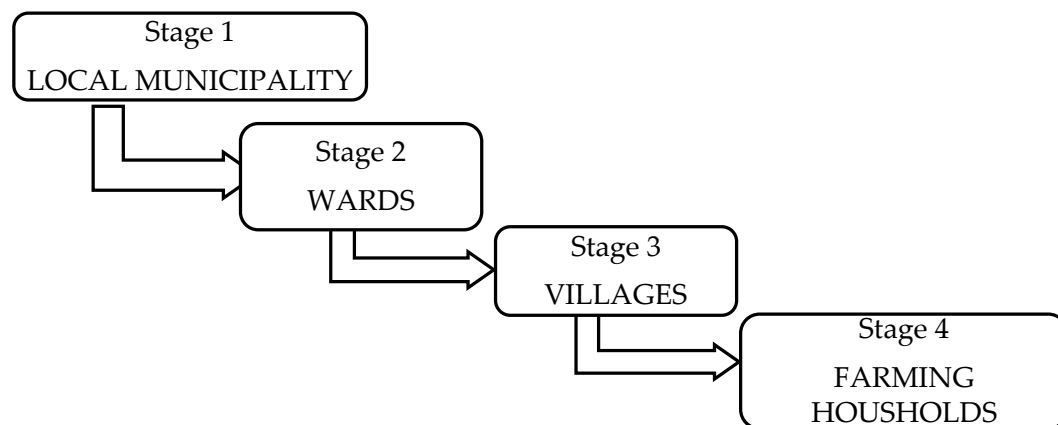 Stage 1
LOCAL MUNICIPALITY
Stage 2
WARDS
Stage 3
VILLAGES
Stage 4
FARMING
HOUSHOLDS